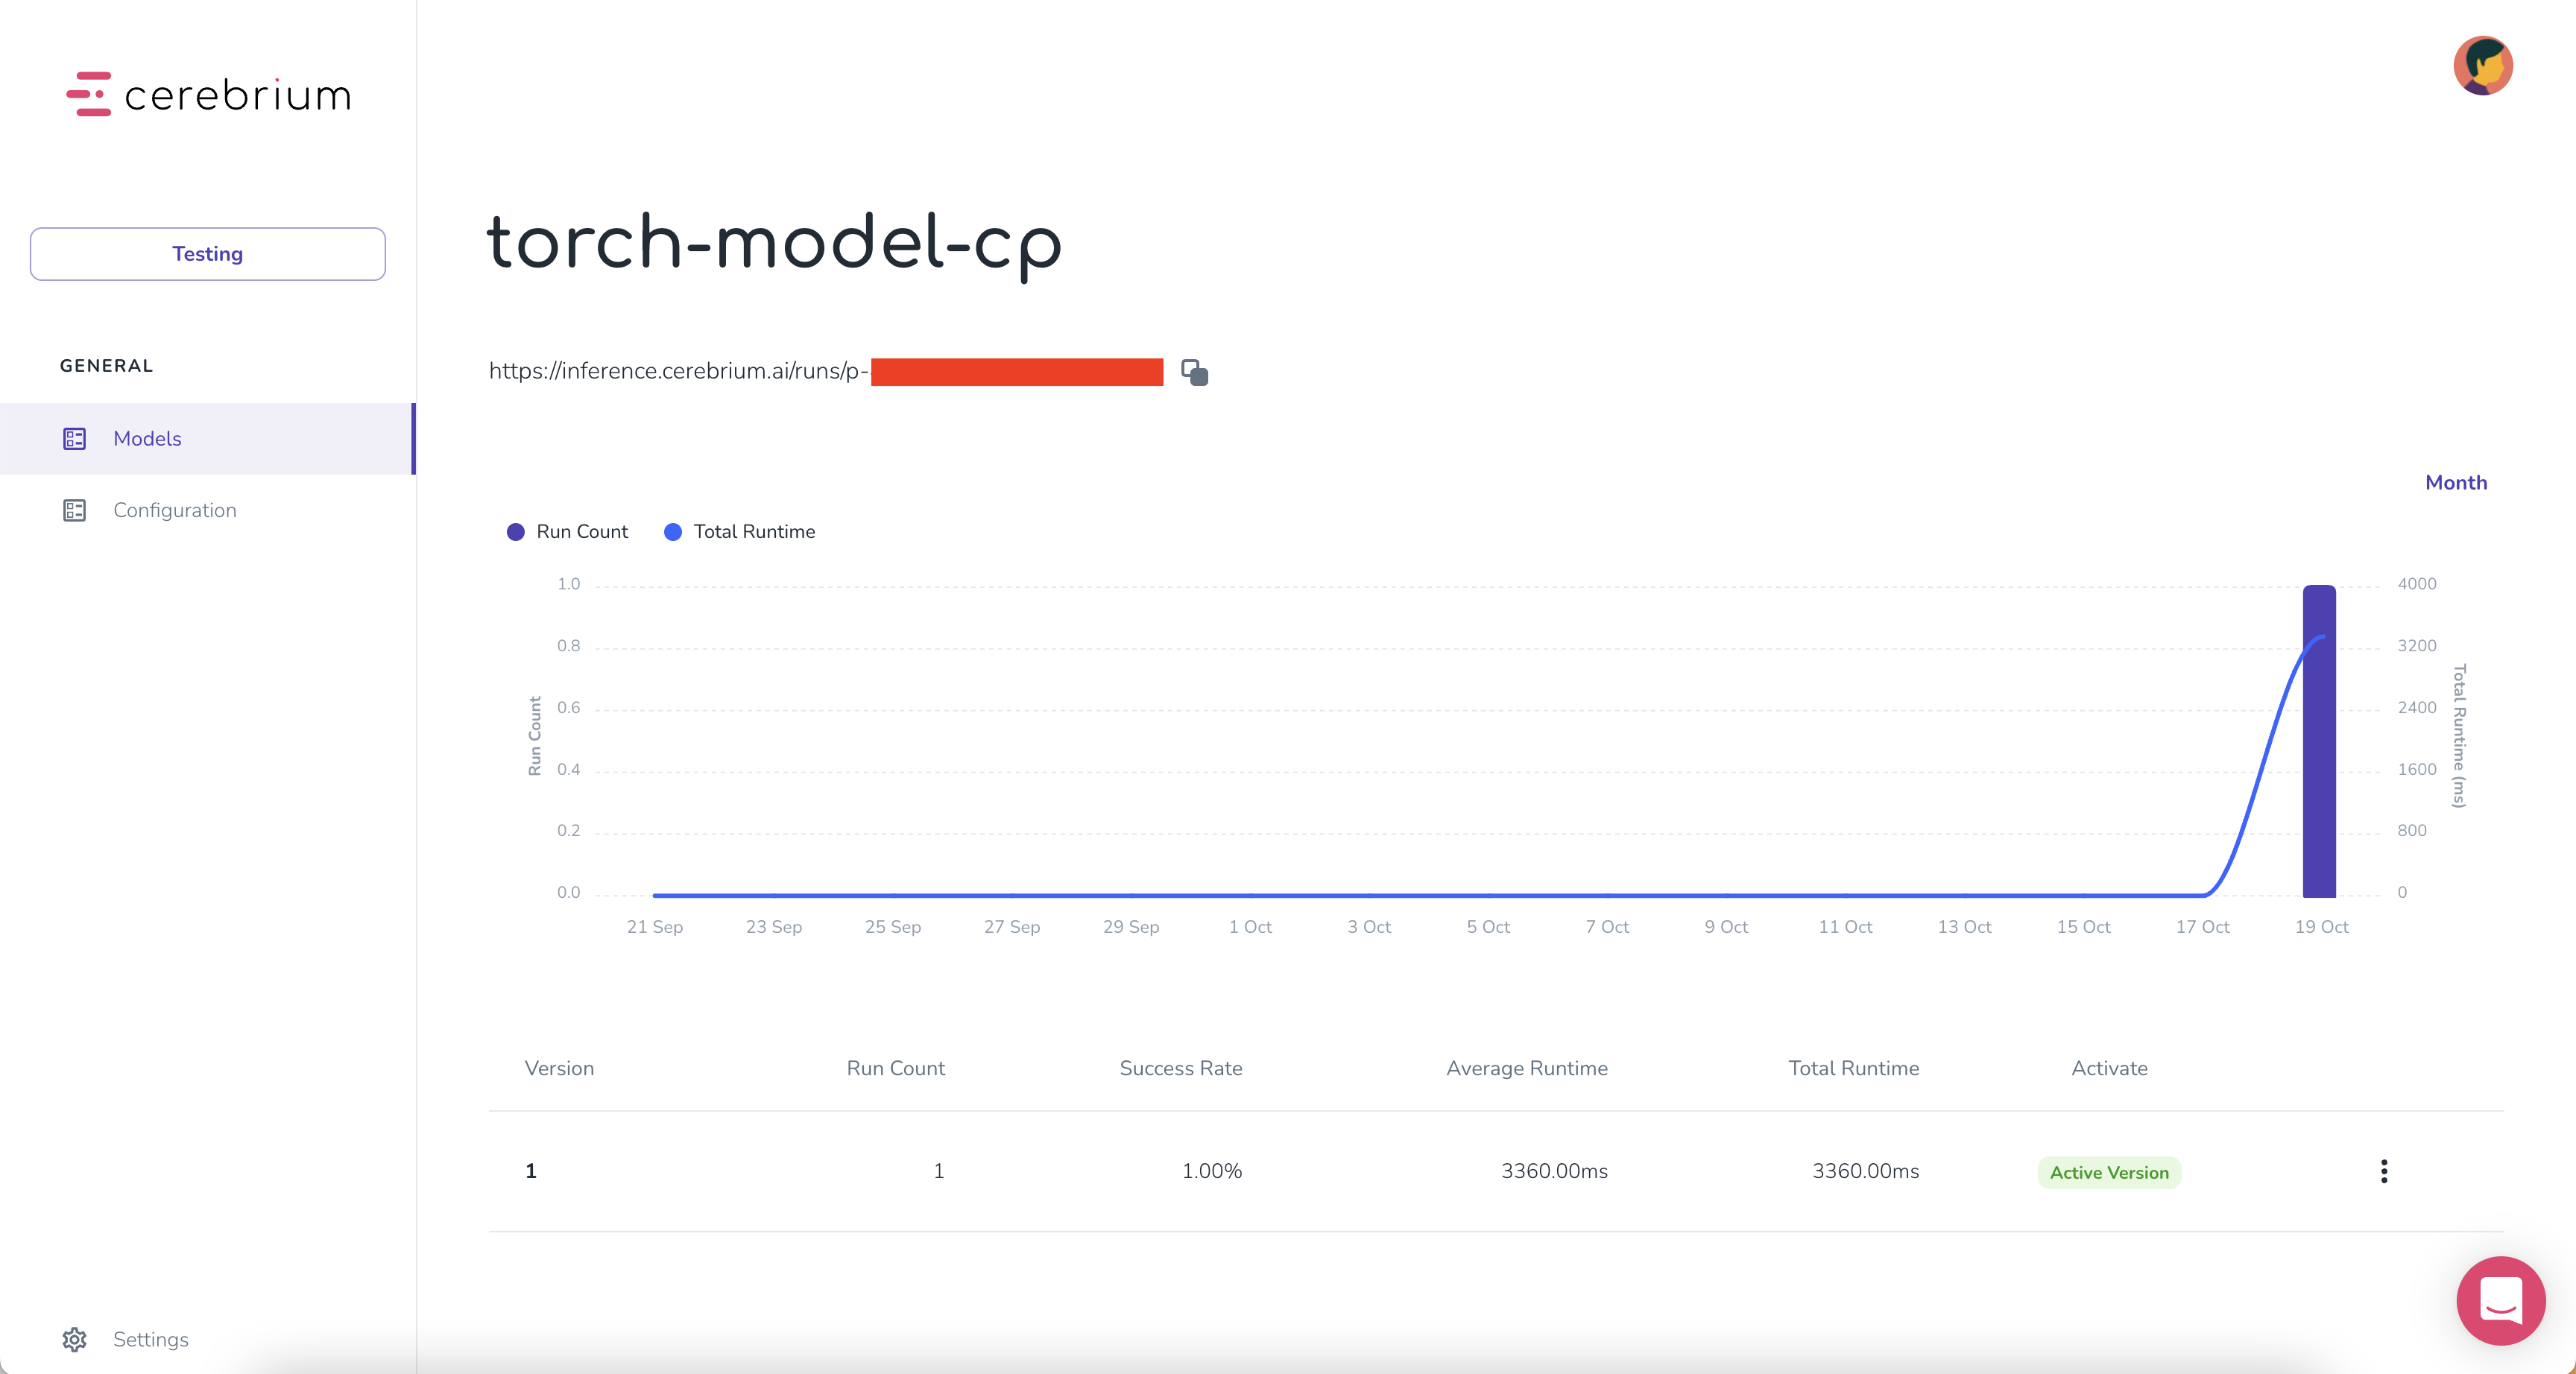 cerebrium
Testing
GENERAL
Models
Configuration
Settings
torch-model-cp
https://inference.cerebrium.ai/runs/p-
Month
Run Count
Total Runtime
1.0
0.8
0.6
0.4
0.2
0.0
Run Count
4000
3200
2400
1600
800
0
Total Runtime (ms)
21 Sep 23 Sep 25 Sep 27 Sep 29 Sep 1 Oct 3 Oct 5 Oct 7 Oct 9 Oct 11 Oct 13 Oct 15 Oct 17 Oct 19 Oct
Version Run Count Success Rate Average Runtime Total Runtime Activate
1 1 1.00% 3360.00ms 3360.00ms Active Version